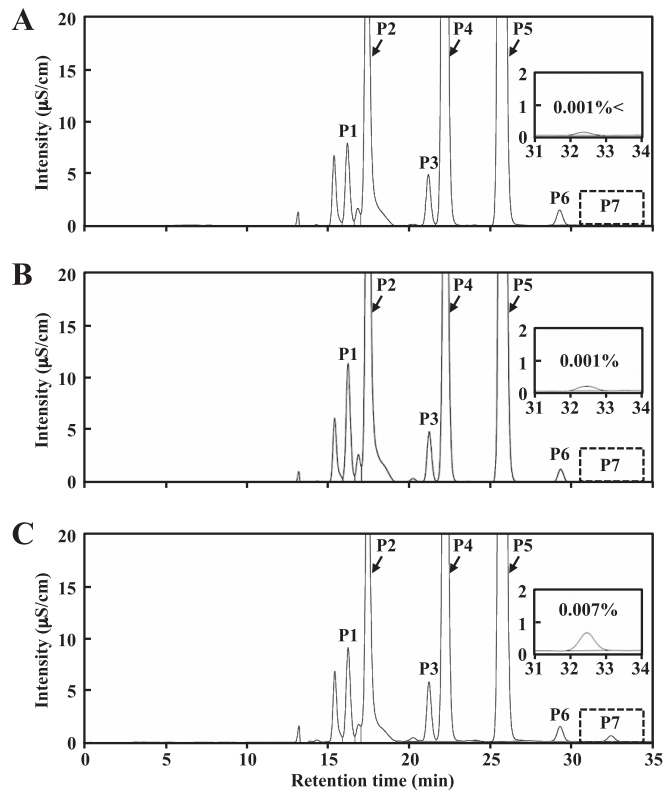 A
Intensity (µS/cm)
20
15
10
5
0
P1
P2
P3
P4
P5
P6
P7
2
1
0
0.001%<
31 32 33 34
B
Intensity (µS/cm)
20
15
10
5
0
P1
P2
P3
P4
P5
P6
P7
2
1
0
0.001%
31 32 33 34
C
Intensity (µS/cm)
20
15
10
5
0
P1
P2
P3
P4
P5
P6
P7
2
1
0
0.007%
31 32 33 34
0 5 10 15 20 25 30 35
Retention time (min)